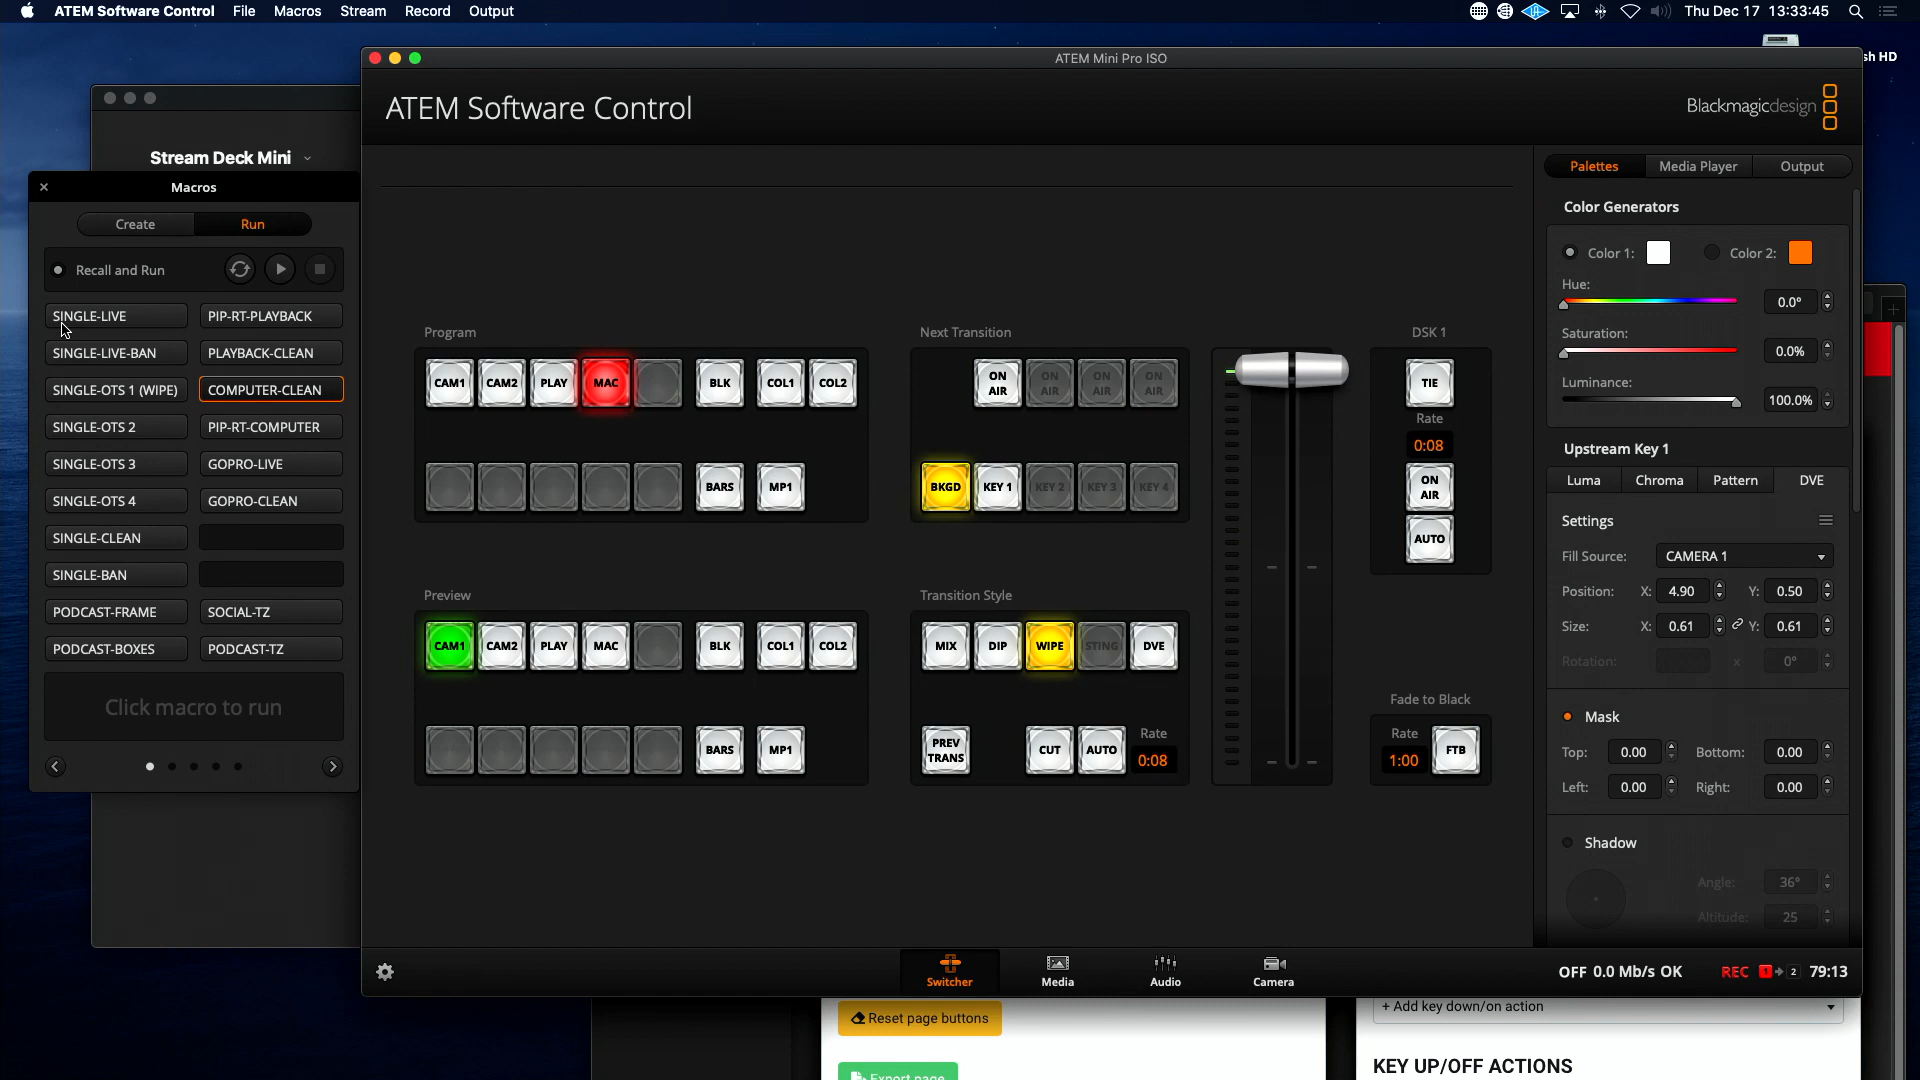 ATEM Software Control File Macros Stream Record Output
Thu Dec 17 13:33:45
sh HD
ATEM Mini Pro ISO
ATEM Software Control
Blackmagicdesign
Stream Deck Mini
Macros
Create Run
Recall and Run
SINGLE-LIVE PIP-RT-PLAYBACK
SINGLE-LIVE-BAN PLAYBACK-CLEAN
SINGLE-OTS 1 (WIPE) COMPUTER-CLEAN
SINGLE-OTS 2 PIP-RT-COMPUTER
SINGLE-OTS 3 GOPRO-LIVE
SINGLE-OTS 4 GOPRO-CLEAN
SINGLE-CLEAN
SINGLE-BAN
PODCAST-FRAME SOCIAL-TZ
PODCAST-BOXES PODCAST-TZ
Click macro to run
Program
CAM1 CAM2 PLAY MAC BLK COL1 COL2
BARS MP1
Preview
CAM1 CAM2 PLAY MAC BLK COL1 COL2
BARS MP1
Next Transition
ON AIR ON AIR ON AIR ON AIR
BKGD KEY 1 KEY 2 KEY 3 KEY 4
Transition Style
MIX DIP WIPE STING DVE
PREV TRANS CUT AUTO Rate
0:08
DSK 1
TIE
Rate
0:08
ON AIR
AUTO
Fade to Black
Rate
1:00 FTB
Palettes Media Player Output
Color Generators
Color 1: Color 2:
Hue:
0.0°
Saturation:
0.0%
Luminance:
100.0%
Upstream Key 1
Luma Chroma Pattern DVE
Settings
Fill Source: CAMERA 1
Position: X: 4.90 Y: 0.50
Size: X: 0.61 Y: 0.61
Rotation: x 0°
Mask
Top: 0.00 Bottom: 0.00
Left: 0.00 Right: 0.00
Shadow
Angle: 36°
Altitude: 25
Switcher Media Audio Camera
OFF 0.0 Mb/s OK REC 1 2 79:13
Reset page buttons
Export page
+ Add key down/on action
KEY UP/OFF ACTIONS